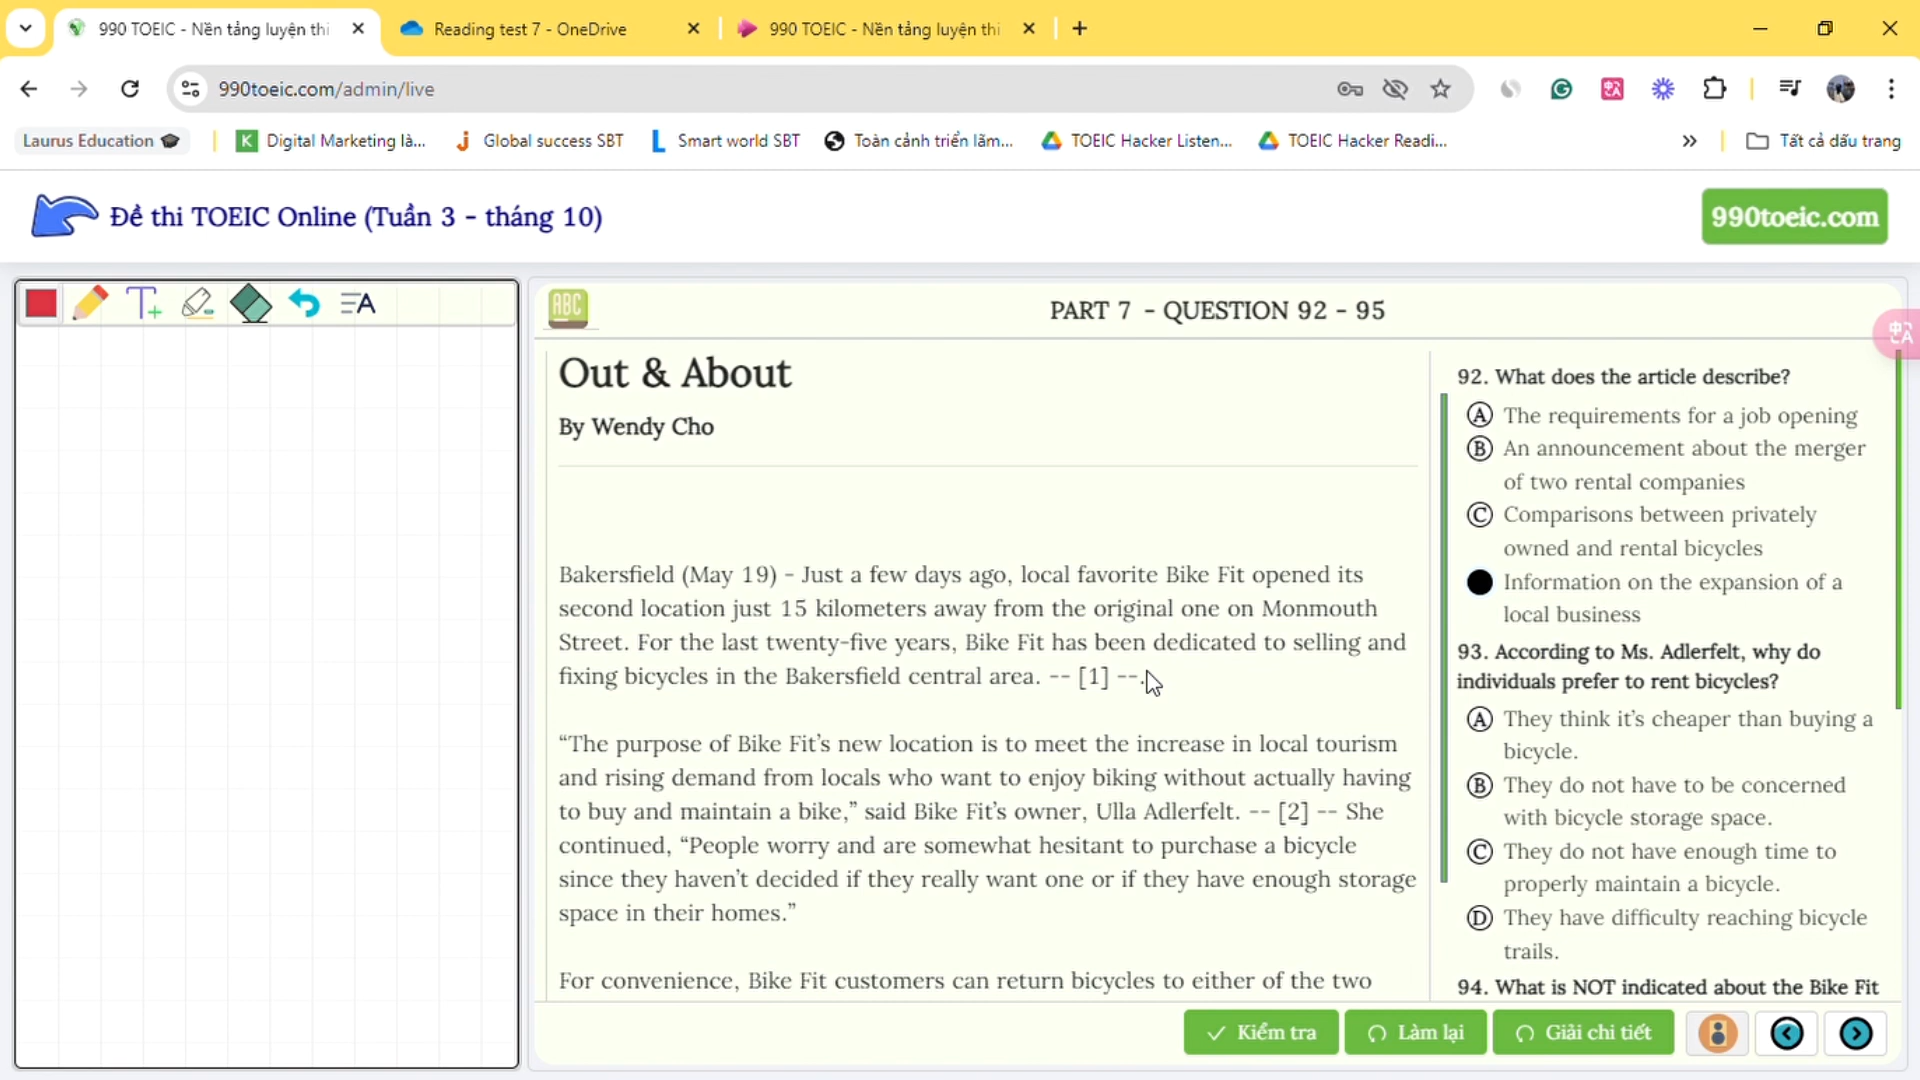 990 TOEIC - Nền tảng luyện thi
Reading test 7 - OneDrive
990 TOEIC - Nền tảng luyện thi
990toeic.com/admin/live
Laurus Education
Digital Marketing là...
Global success SBT
Smart world SBT
Toàn cảnh triển lãm...
TOEIC Hacker Listen...
TOEIC Hacker Readi...
Tất cả dấu trang
Đề thi TOEIC Online (Tuần 3 - tháng 10)
990toeic.com
ABC
PART 7 - QUESTION 92 - 95
Out & About
By Wendy Cho
Bakersfield (May 19) - Just a few days ago, local favorite Bike Fit opened its
second location just 15 kilometers away from the original one on Monmouth
Street. For the last twenty-five years, Bike Fit has been dedicated to selling and
fixing bicycles in the Bakersfield central area. -- [1] --.
“The purpose of Bike Fit’s new location is to meet the increase in local tourism
and rising demand from locals who want to enjoy biking without actually having
to buy and maintain a bike,” said Bike Fit’s owner, Ulla Adlerfelt. -- [2] -- She
continued, “People worry and are somewhat hesitant to purchase a bicycle
since they haven’t decided if they really want one or if they have enough storage
space in their homes.”
For convenience, Bike Fit customers can return bicycles to either of the two
92. What does the article describe?
A The requirements for a job opening
B An announcement about the merger
of two rental companies
C Comparisons between privately
owned and rental bicycles
Information on the expansion of a
local business
93. According to Ms. Adlerfelt, why do
individuals prefer to rent bicycles?
A They think it’s cheaper than buying a
bicycle.
B They do not have to be concerned
with bicycle storage space.
C They do not have enough time to
properly maintain a bicycle.
D They have difficulty reaching bicycle
trails.
94. What is NOT indicated about the Bike Fit
Kiểm tra
Làm lại
Giải chi tiết